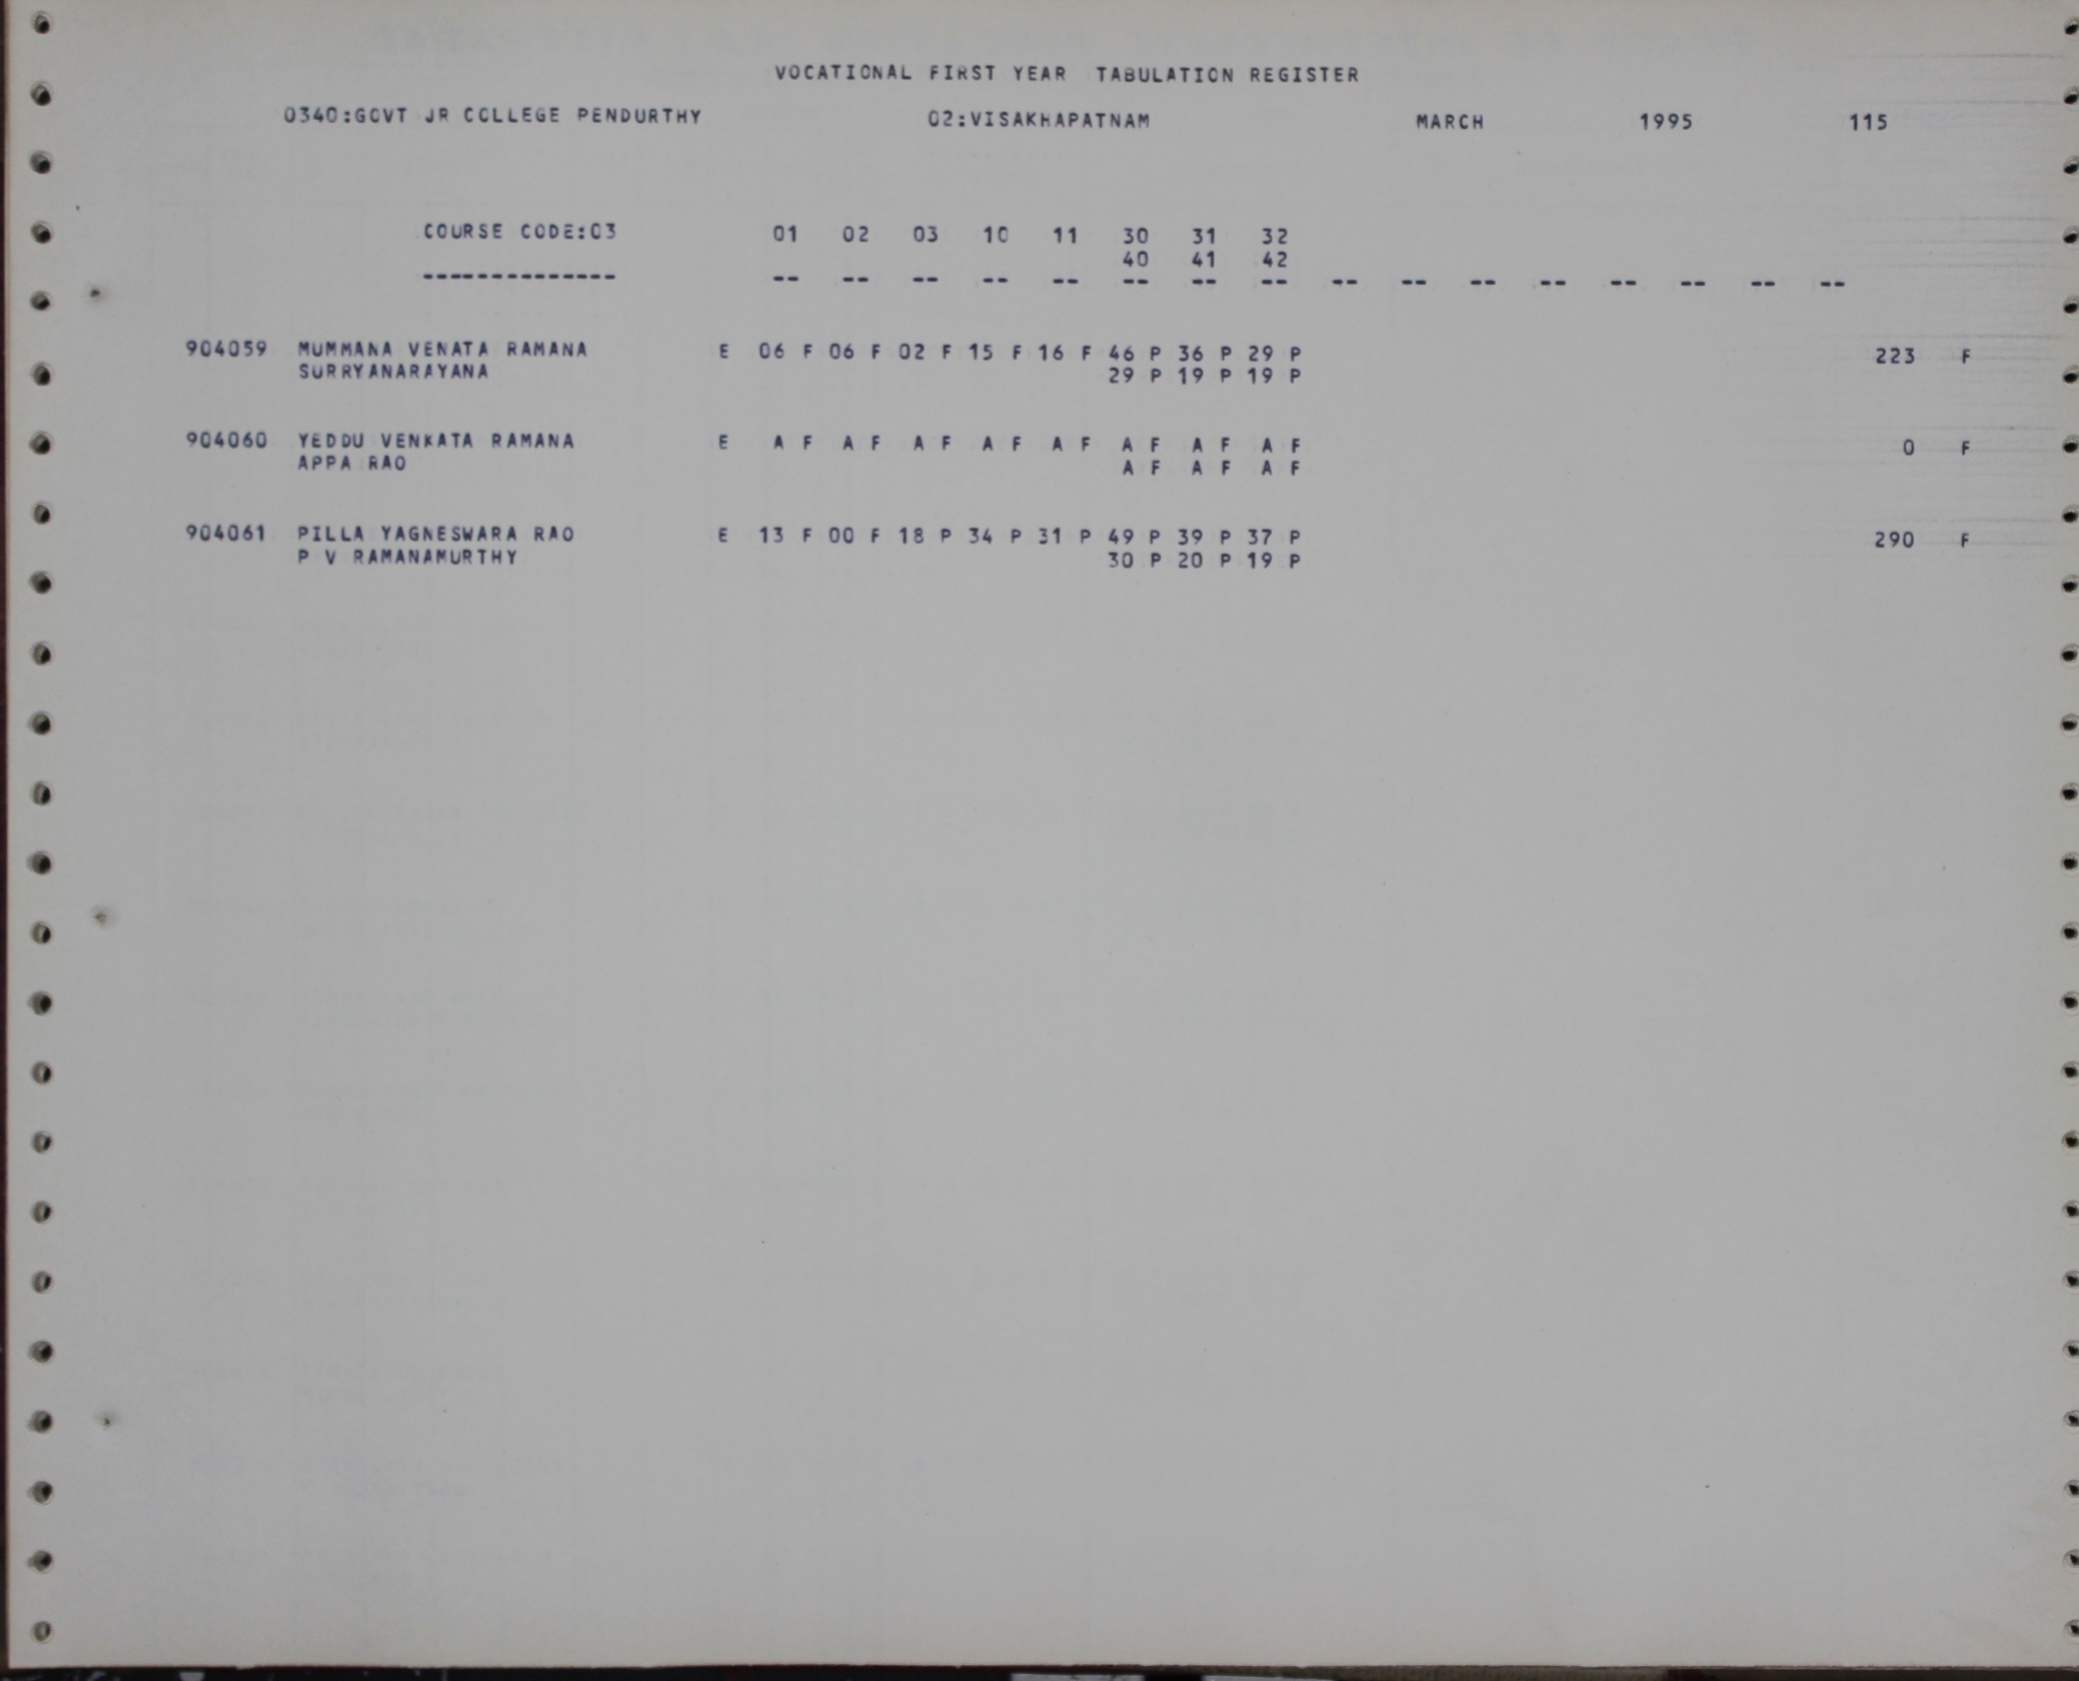 VOCATIONAL FIRST YEAR TABULATION REGISTER
0340:GOVT JR COLLEGE PENDURTHY 02:VISAKHAPATNAM MARCH 1995 115
COURSE CODE:03 01 02 03 10 11 30 31 32
40 41 42
-------------- -- -- -- -- -- -- -- -- -- -- -- -- -- -- -- --
904059 MUMMANA VENATA RAMANA E 06 F 06 F 02 F 15 F 16 F 46 P 36 P 29 P 223 F
SURRYANARAYANA 29 P 19 P 19 P
904060 YEDDU VENKATA RAMANA E A F A F A F A F A F A F A F A F 0 F
APPA RAO A F A F A F
904061 PILLA YAGNESWARA RAO E 13 F 00 F 18 P 34 P 31 P 49 P 39 P 37 P 290 F
P V RAMANAMURTHY 30 P 20 P 19 P